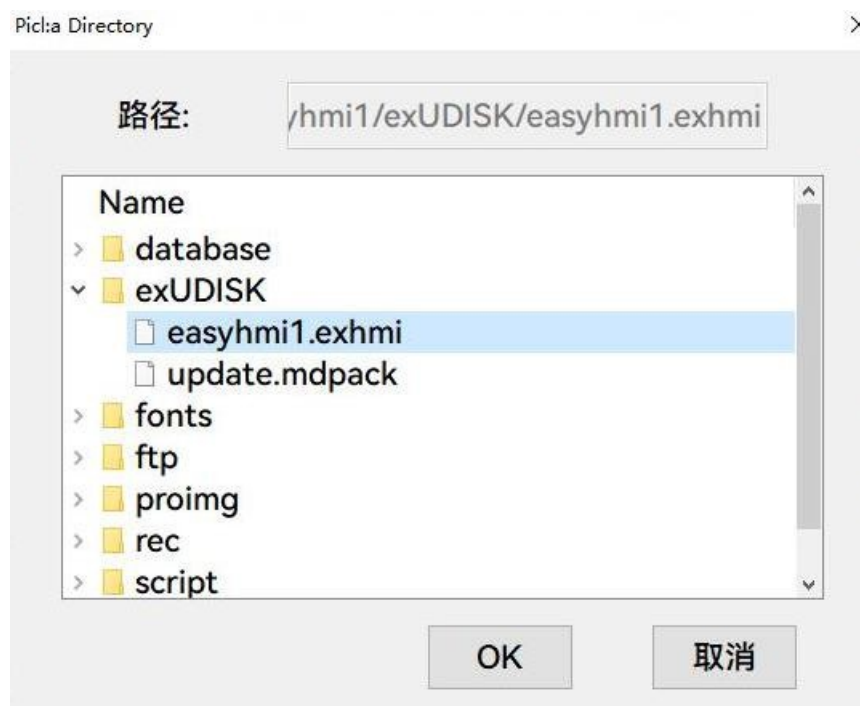 Picl:a Directory
路径: yhmi1/exUDISK/easyhmi1.exhmi
Name
database
exUDISK
easyhmi1.exhmi
update.mdpack
fonts
ftp
proimg
rec
script
OK 取消